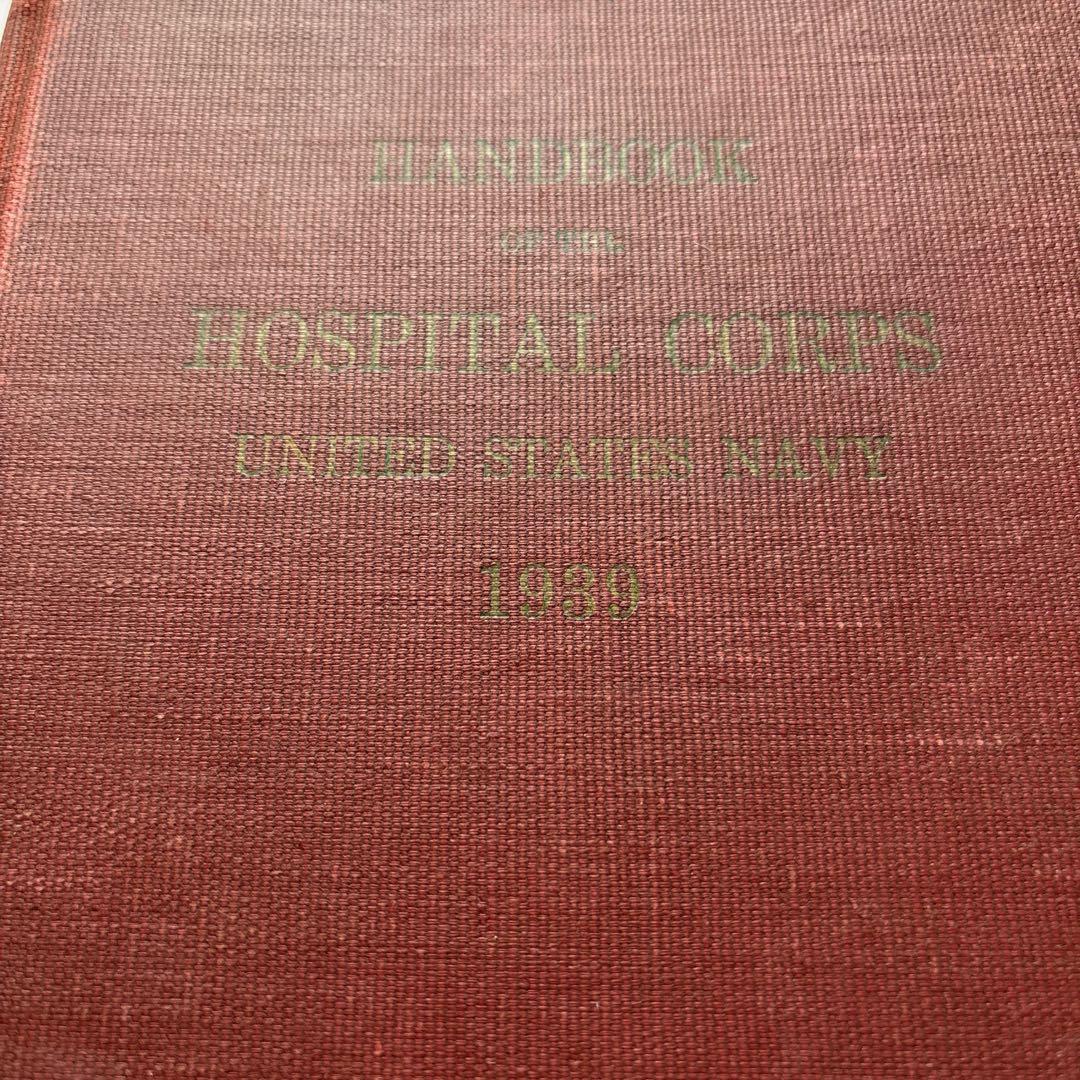 HANDBOOK
OF THE
HOSPITAL CORPS
UNITED STATES NAVY
1939